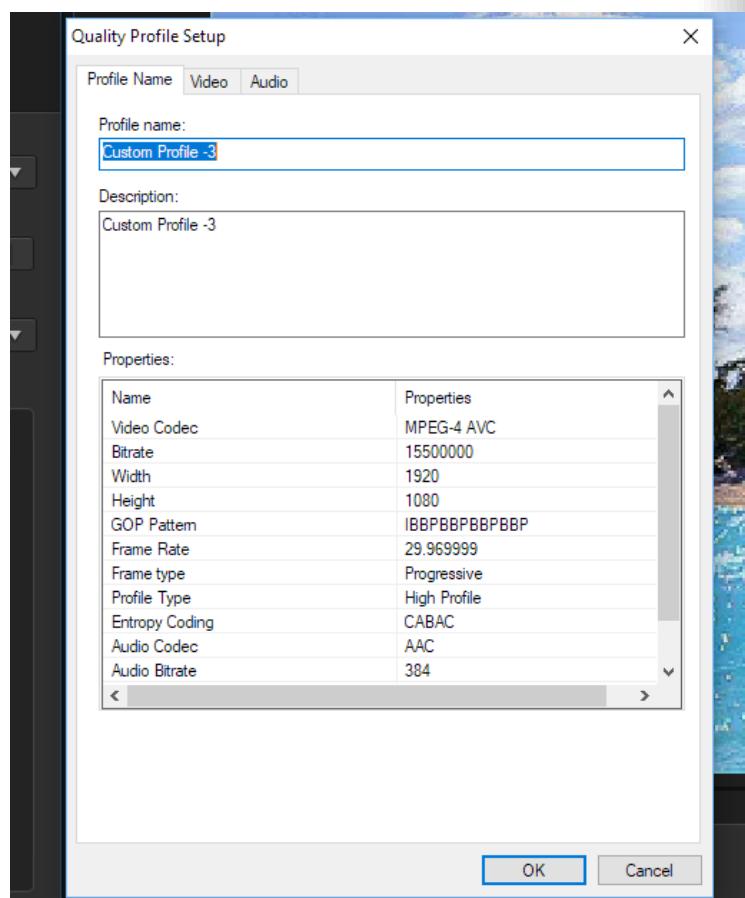 Quality Profile Setup
Profile Name Video Audio
Profile name:
Custom Profile -3
Description:
Custom Profile -3
Properties:
Name Properties
Video Codec MPEG-4 AVC
Bitrate 15500000
Width 1920
Height 1080
GOP Pattern IBBPBBPBBPBBP
Frame Rate 29.969999
Frame type Progressive
Profile Type High Profile
Entropy Coding CABAC
Audio Codec AAC
Audio Bitrate 384
OK Cancel